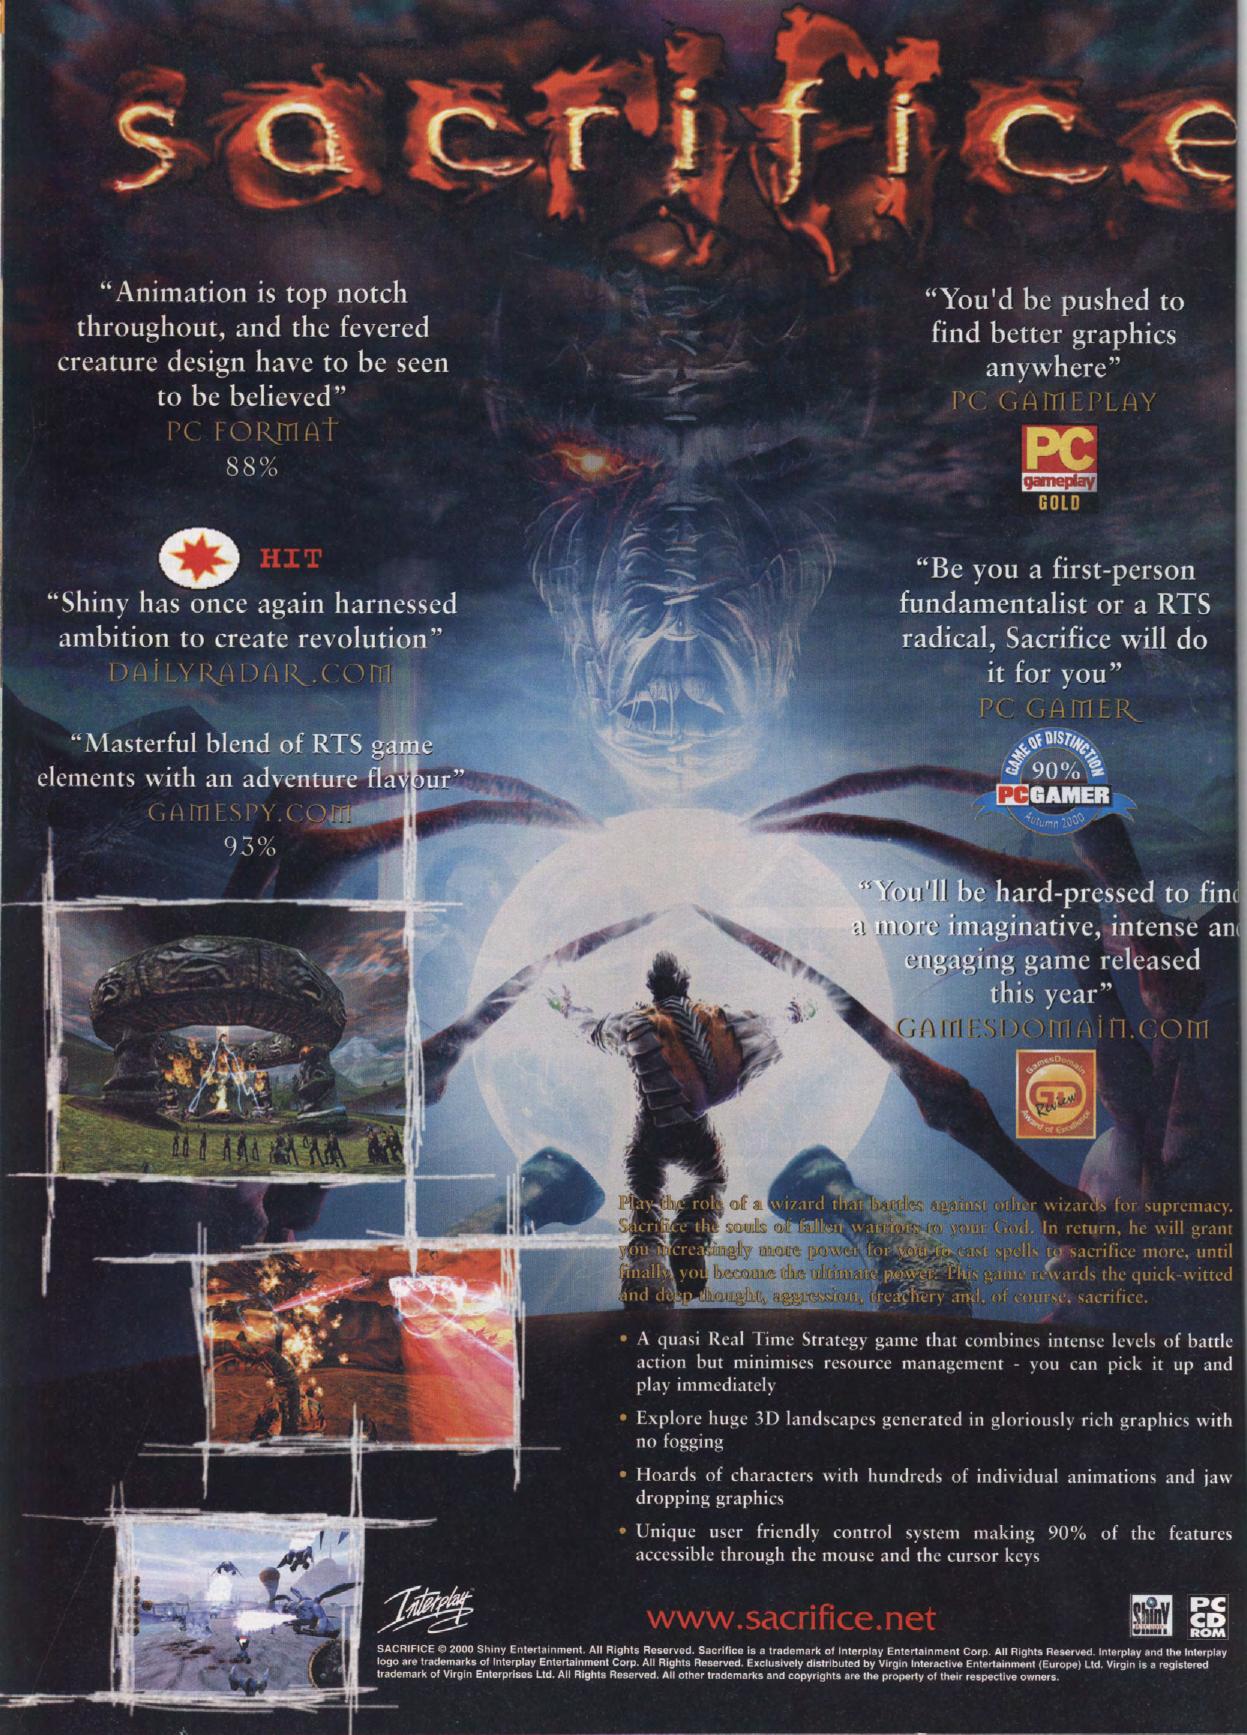 sacrifice
“Animation is top notch
throughout, and the fevered
creature design have to be seen
to be believed”
PC FORMAT
88%
HIT
“Shiny has once again harnessed
ambition to create revolution”
DAILYRADAR.COM
“Masterful blend of RTS game
elements with an adventure flavour”
GAMESPY.COM
93%
“You'd be pushed to
find better graphics
anywhere”
PC GAMEPLAY
PC
gameplay
GOLD
“Be you a first-person
fundamentalist or a RTS
radical, Sacrifice will do
it for you”
PC GAMER
GAME OF DISTINCTION
90%
PCGAMER
Autumn 2000
“You'll be hard-pressed to find
a more imaginative, intense and
engaging game released
this year”
GAMESDOMAIN.COM
GamesDomain
Review
Award of Excellence
Play the role of a wizard that battles against other wizards for supremacy.
Sacrifice the souls of fallen warriors to your God. In return, he will grant
you increasingly more power for you to cast spells to sacrifice more, until
finally, you become the ultimate power. This game rewards the quick-witted
and deep thought, aggression, treachery and, of course, sacrifice.
• A quasi Real Time Strategy game that combines intense levels of battle
action but minimises resource management - you can pick it up and
play immediately
• Explore huge 3D landscapes generated in gloriously rich graphics with
no fogging
• Hoards of characters with hundreds of individual animations and jaw
dropping graphics
• Unique user friendly control system making 90% of the features
accessible through the mouse and the cursor keys
Interplay™
www.sacrifice.net
Shiny
PC
CD
ROM
SACRIFICE © 2000 Shiny Entertainment. All Rights Reserved. Sacrifice is a trademark of Interplay Entertainment Corp. All Rights Reserved. Interplay and the Interplay
logo are trademarks of Interplay Entertainment Corp. All Rights Reserved. Exclusively distributed by Virgin Interactive Entertainment (Europe) Ltd. Virgin is a registered
trademark of Virgin Enterprises Ltd. All Rights Reserved. All other trademarks and copyrights are the property of their respective owners.